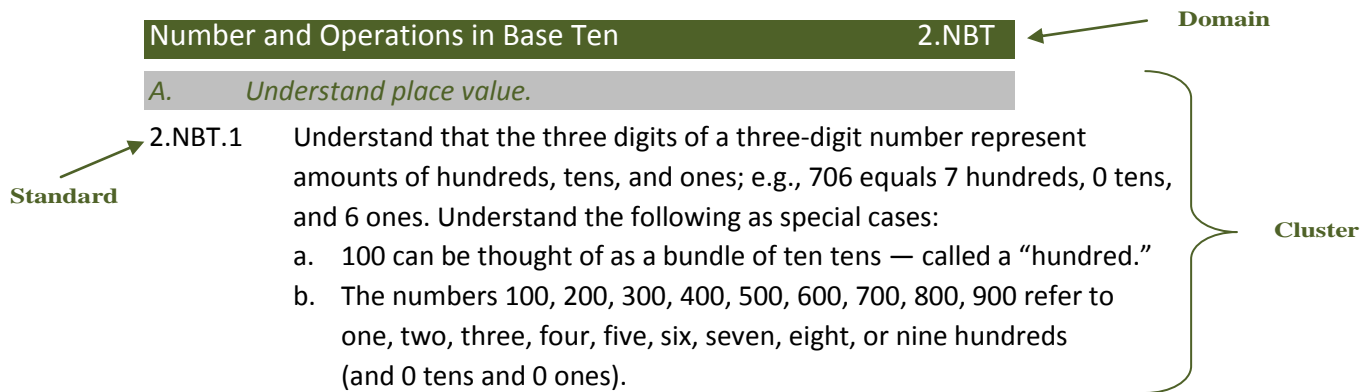 Domain
Number and Operations in Base Ten 2.NBT
A. Understand place value.
2.NBT.1 Understand that the three digits of a three-digit number represent
amounts of hundreds, tens, and ones; e.g., 706 equals 7 hundreds, 0 tens,
and 6 ones. Understand the following as special cases:
a. 100 can be thought of as a bundle of ten tens — called a “hundred.”
b. The numbers 100, 200, 300, 400, 500, 600, 700, 800, 900 refer to
one, two, three, four, five, six, seven, eight, or nine hundreds
(and 0 tens and 0 ones).
Standard
Cluster